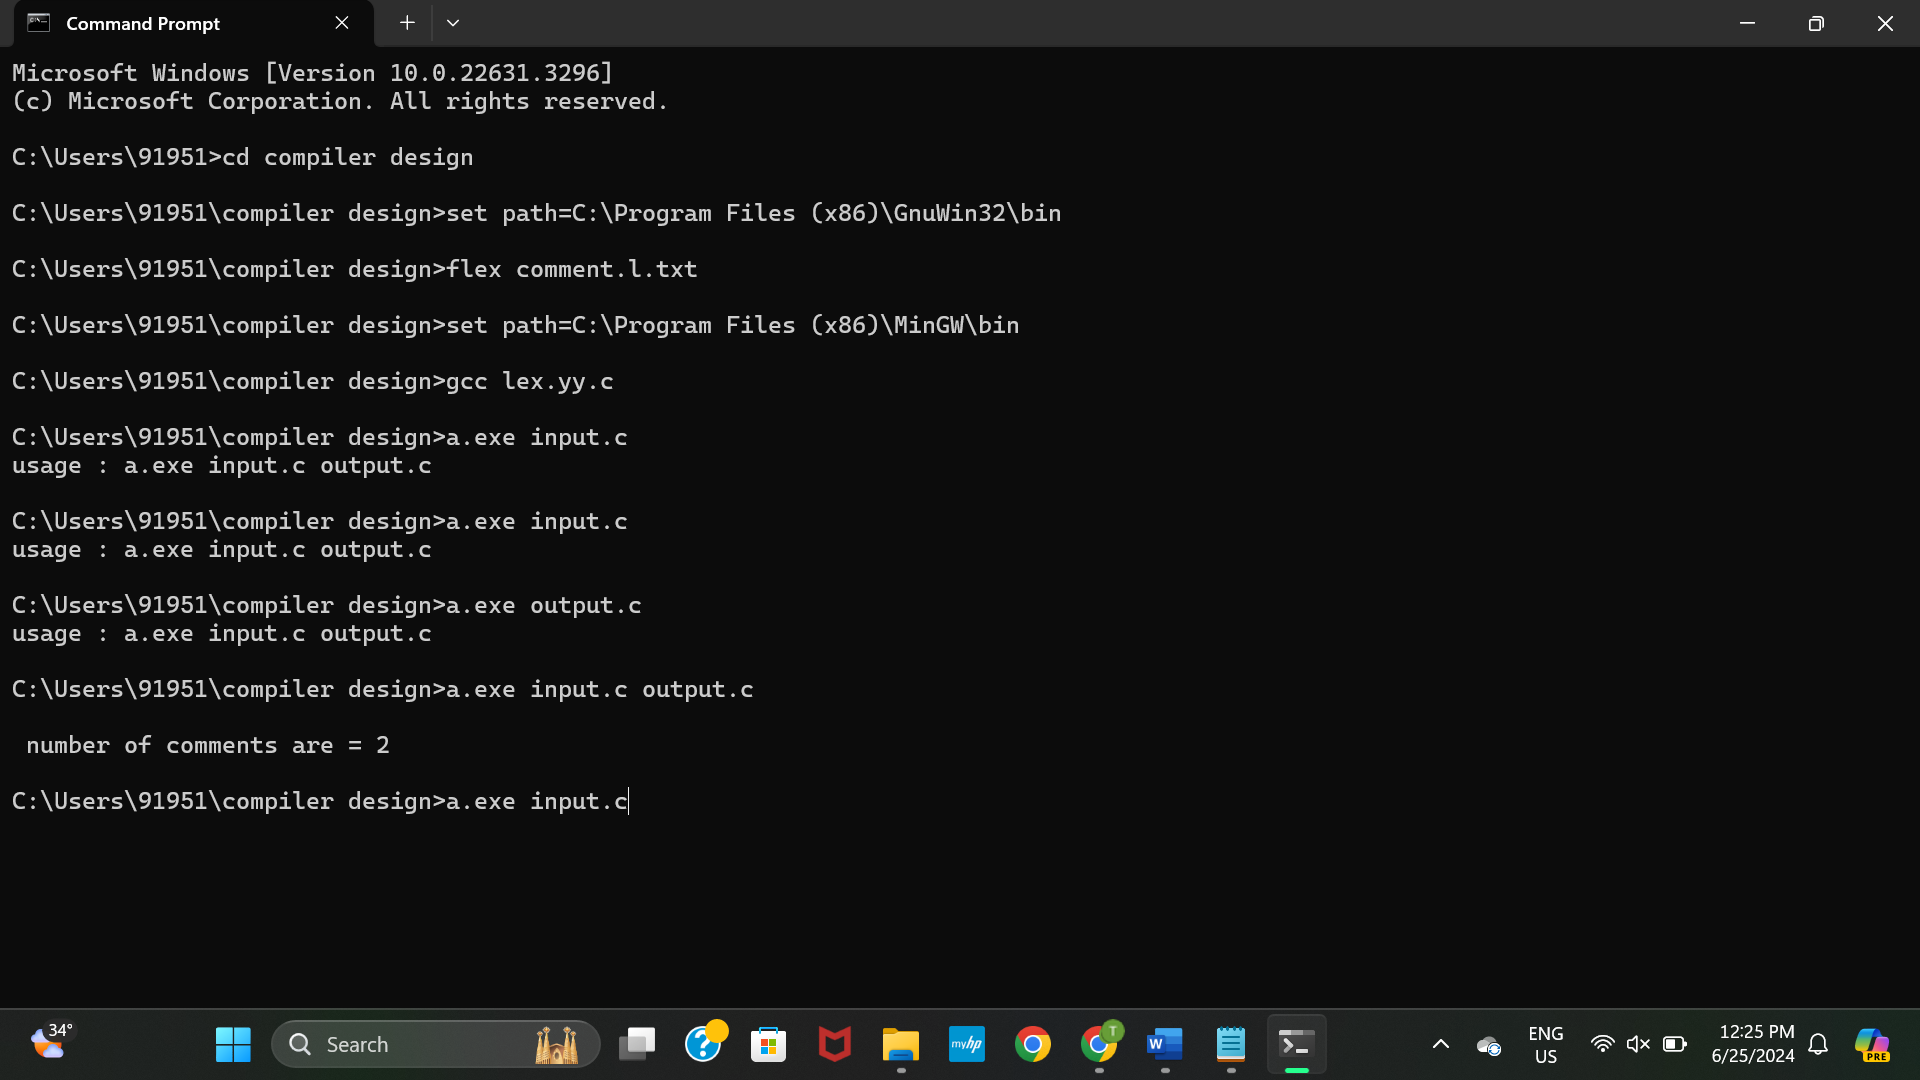 Command Prompt
Microsoft Windows [Version 10.0.22631.3296]
(c) Microsoft Corporation. All rights reserved.
C:\Users\91951>cd compiler design
C:\Users\91951\compiler design>set path=C:\Program Files (x86)\GnuWin32\bin
C:\Users\91951\compiler design>flex comment.l.txt
C:\Users\91951\compiler design>set path=C:\Program Files (x86)\MinGW\bin
C:\Users\91951\compiler design>gcc lex.yy.c
C:\Users\91951\compiler design>a.exe input.c
usage : a.exe input.c output.c
C:\Users\91951\compiler design>a.exe input.c
usage : a.exe input.c output.c
C:\Users\91951\compiler design>a.exe output.c
usage : a.exe input.c output.c
C:\Users\91951\compiler design>a.exe input.c output.c
number of comments are = 2
C:\Users\91951\compiler design>a.exe input.c
34°
Search
myhp
T
W
ENG
US
12:25 PM
6/25/2024
PRE